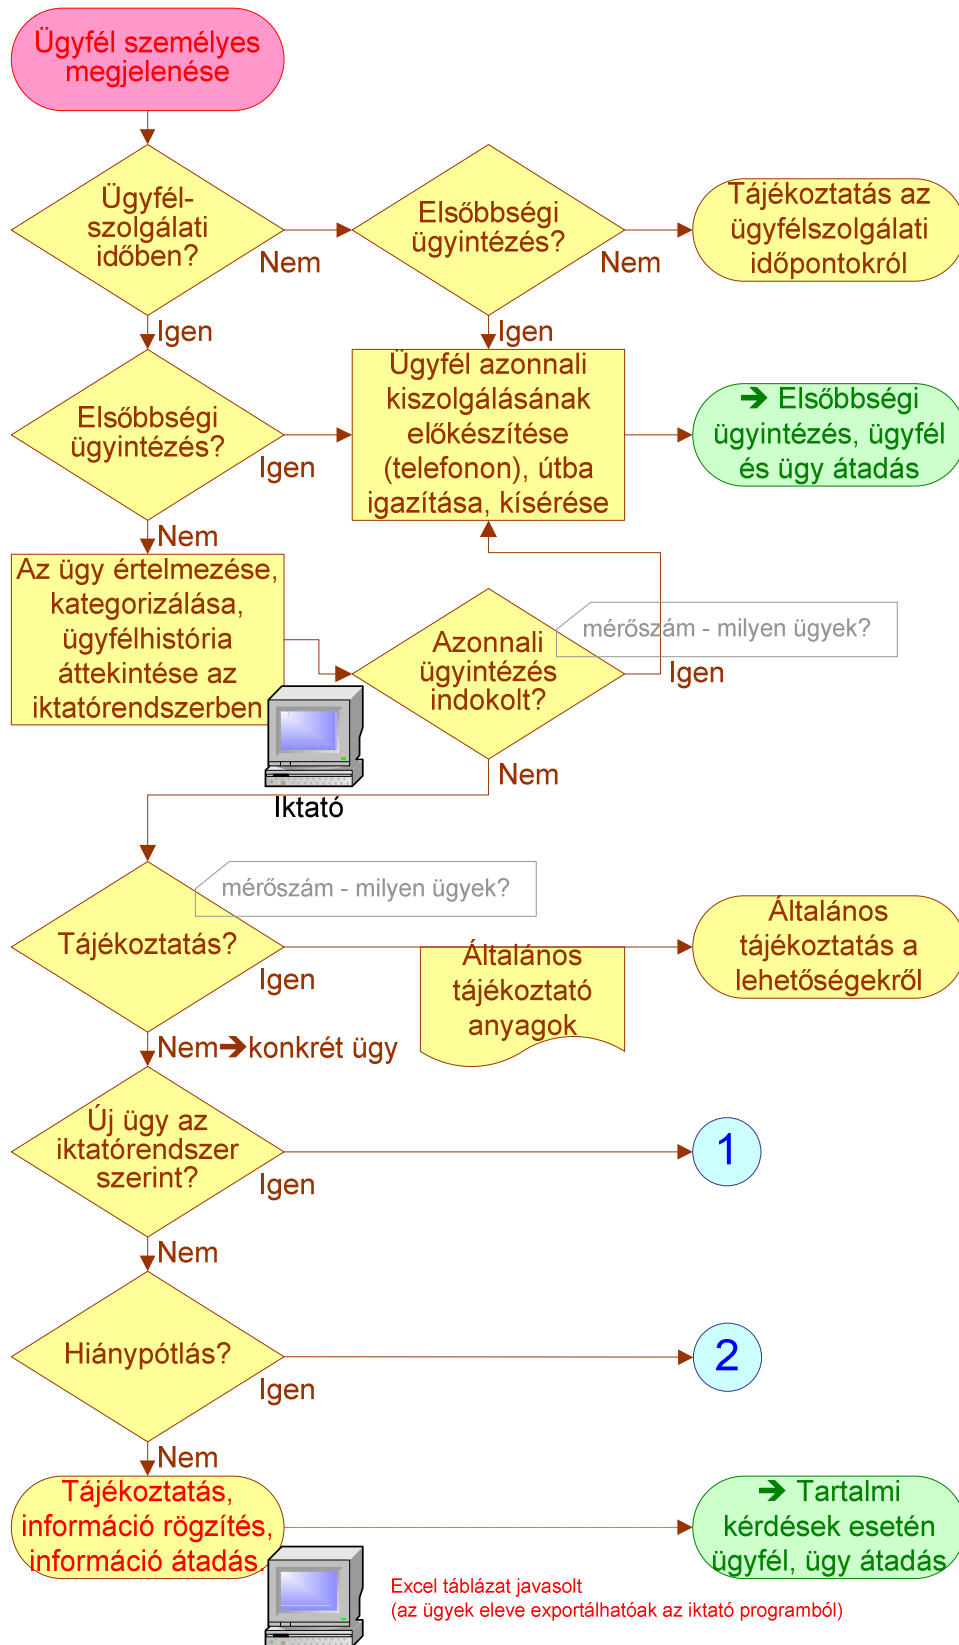 Ügyfél személyes
megjelenése
Ügyfél-
szolgálati
időben?
Nem
Elsőbbségi
ügyintézés?
Nem
Tájékoztatás az
ügyfélszolgálati
időpontokról
Igen
Igen
Elsőbbségi
ügyintézés?
Igen
Ügyfél azonnali
kiszolgálásának
előkészítése
(telefonon), útba
igazítása, kísérése
➔ Elsőbbségi
ügyintézés, ügyfél
és ügy átadás
Nem
Az ügy értelmezése,
kategorizálása,
ügyfélhistória
áttekintése az
iktatórendszerben
Iktató
Azonnali
ügyintézés
indokolt?
mérőszám - milyen ügyek?
Igen
Nem
mérőszám - milyen ügyek?
Tájékoztatás?
Igen
Általános
tájékoztató
anyagok
Általános
tájékoztatás a
lehetőségekről
Nem➔konkrét ügy
Új ügy az
iktatórendszer
szerint?
Igen
1
Nem
Hiánypótlás?
Igen
2
Nem
Tájékoztatás,
információ rögzítés,
információ átadás.
➔ Tartalmi
kérdések esetén
ügyfél, ügy átadás
Excel táblázat javasolt
(az ügyek eleve exportálhatóak az iktató programból)